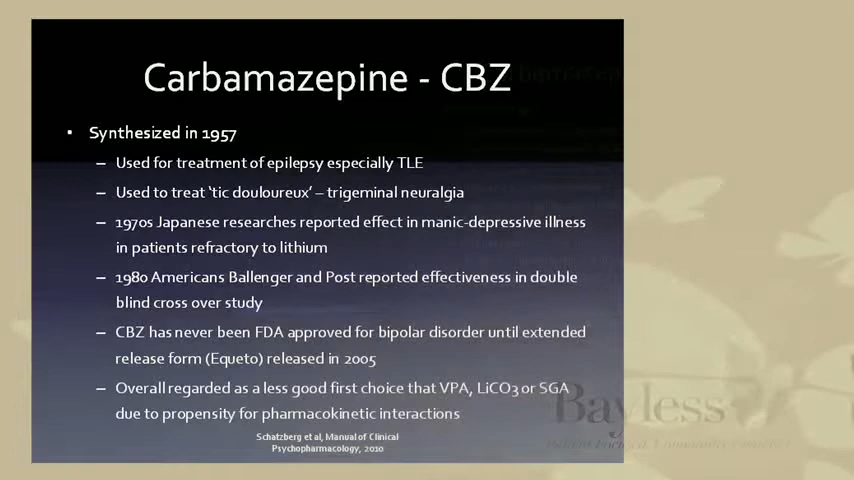 Carbamazepine - CBZ
• Synthesized in 1957
– Used for treatment of epilepsy especially TLE
– Used to treat 'tic douloureux' – trigeminal neuralgia
– 1970s Japanese researches reported effect in manic-depressive illness
in patients refractory to lithium
– 1980 Americans Ballenger and Post reported effectiveness in double
blind cross over study
– CBZ has never been FDA approved for bipolar disorder until extended
release form (Equeto) released in 2005
– Overall regarded as a less good first choice that VPA, LiCO3 or SGA
due to propensity for pharmacokinetic interactions
Schatzberg et al, Manual of Clinical
Psychopharmacology, 2010
Bayless